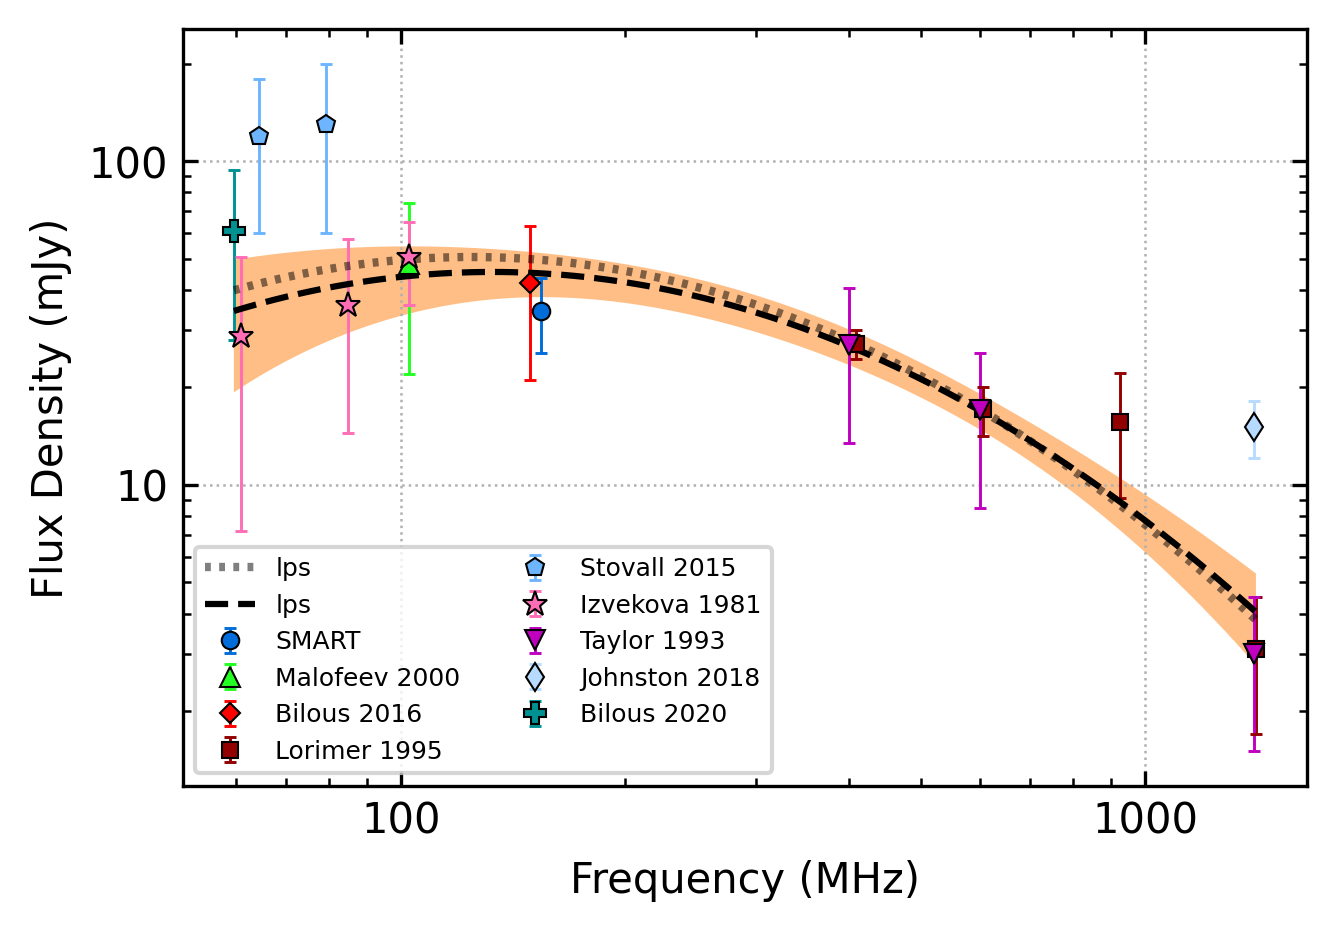 100
10
Flux Density (mJy)
lps
lps
SMART
Malofeev 2000
Bilous 2016
Lorimer 1995
Stovall 2015
Izvekova 1981
Taylor 1993
Johnston 2018
Bilous 2020
100
1000
Frequency (MHz)